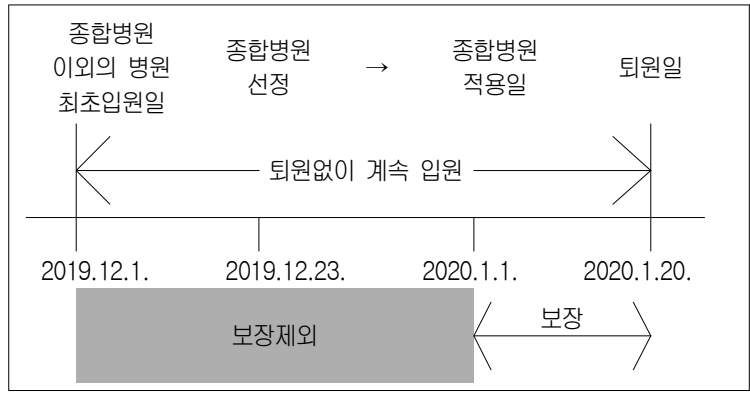 종합병원
이외의 병원
최초입원일
종합병원
선정
→
종합병원
적용일
퇴원일
퇴원없이 계속 입원
2019.12.1.
2019.12.23.
2020.1.1.
2020.1.20.
보장제외
보장